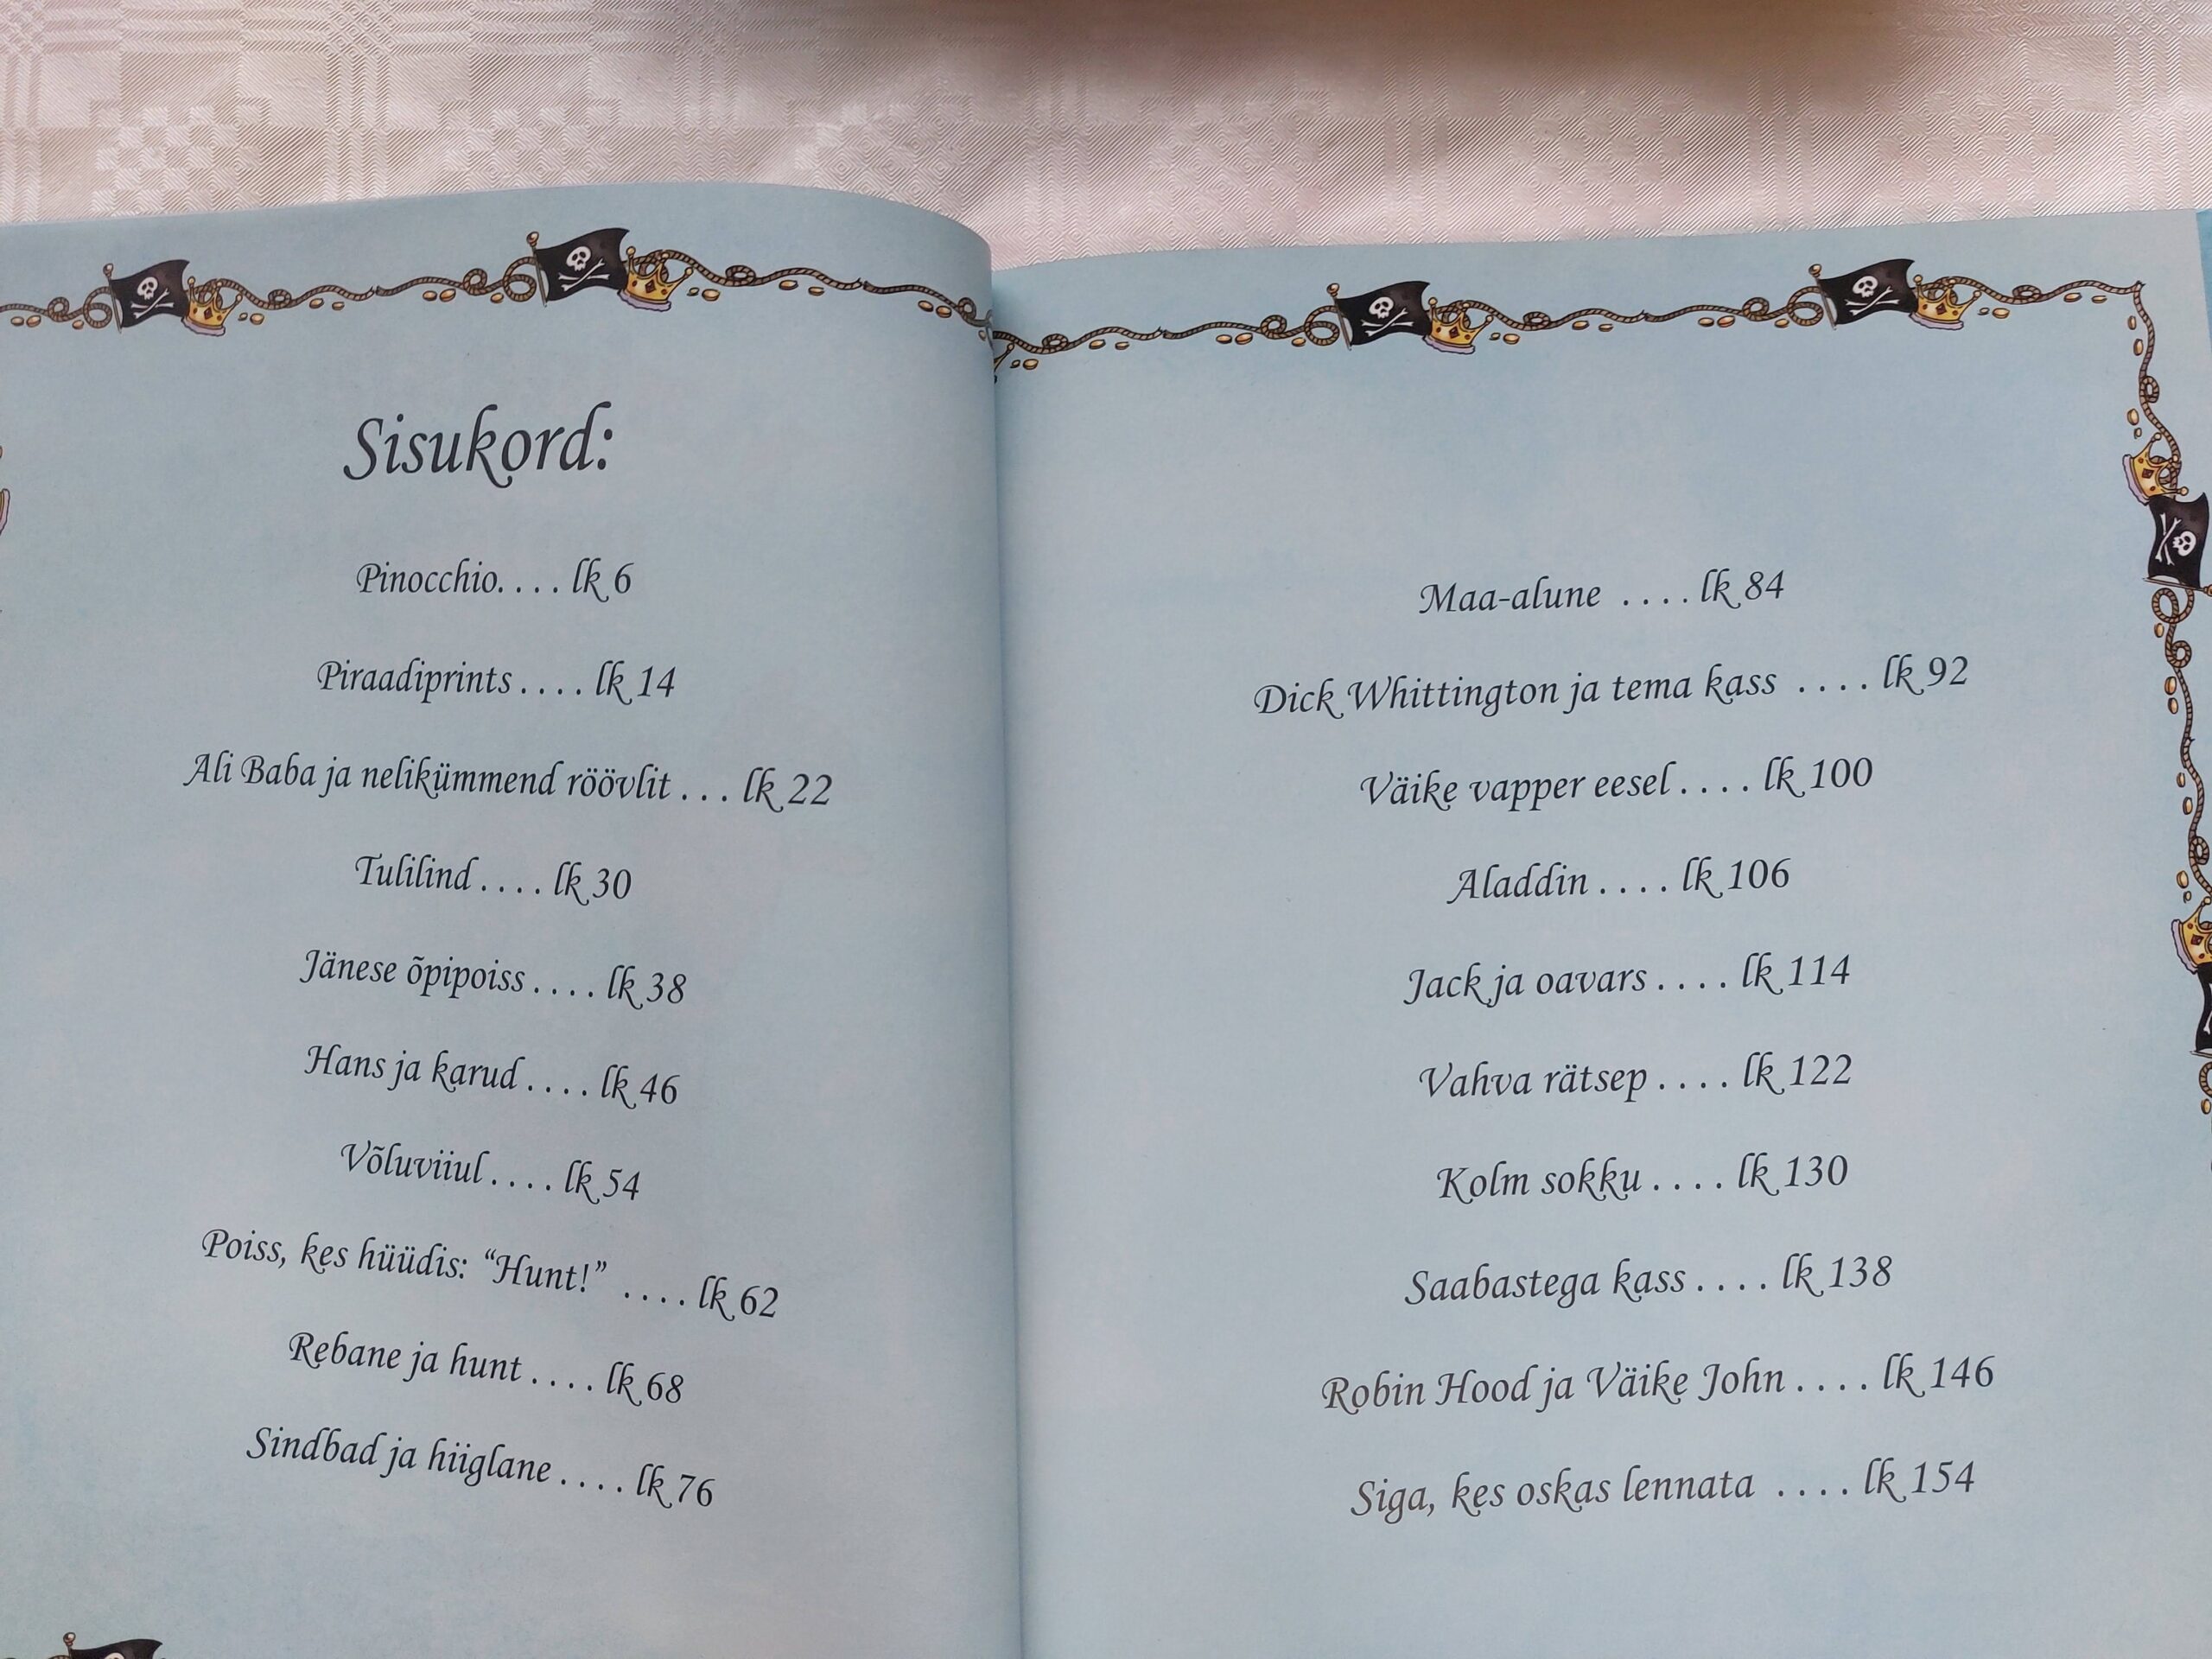 Sisukord:
Pinocchio. . . . lk 6
Piraadiprints . . . . lk 14
Ali Baba ja nelikümmend röövlit . . . lk 22
Tulilind . . . . lk 30
Jänese õpipoiss . . . . lk 38
Hans ja karud . . . . lk 46
Võluviiul . . . . lk 54
Poiss, kes hüüdis: “Hunt!” . . . . lk 62
Rebane ja hunt . . . . lk 68
Sindbad ja hiiglane . . . . lk 76
Maa-alune . . . . lk 84
Dick Whittington ja tema kass . . . . lk 92
Väike vapper eesel . . . . lk 100
Aladdin . . . . lk 106
Jack ja oavars . . . . lk 114
Vahva rätsep . . . . lk 122
Kolm sokku . . . . lk 130
Saabastega kass . . . . lk 138
Robin Hood ja Väike John . . . . lk 146
Siga, kes oskas lennata . . . . lk 154